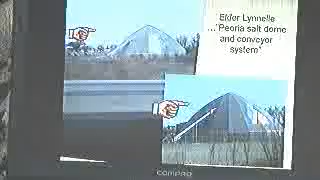 Elder Lynnelle
..."Peoria salt dome
and conveyor
system"
COMPAQ